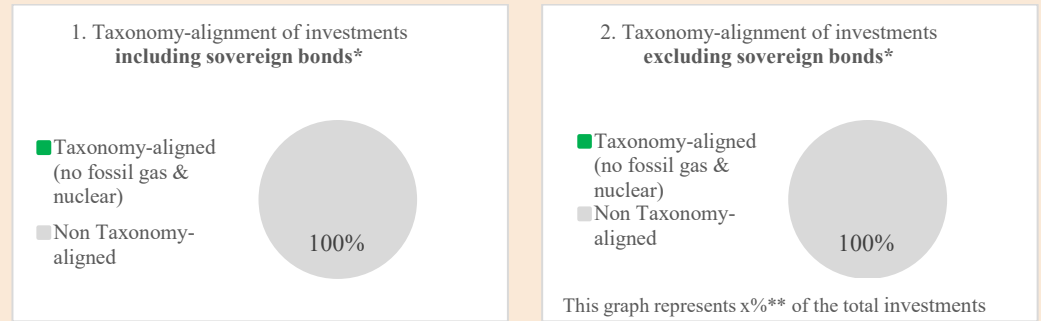 1. Taxonomy-alignment of investments
including sovereign bonds*
Taxonomy-aligned
(no fossil gas &
nuclear)
Non Taxonomy-
aligned
100%
2. Taxonomy-alignment of investments
excluding sovereign bonds*
Taxonomy-aligned
(no fossil gas &
nuclear)
Non Taxonomy-
aligned
100%
This graph represents x%** of the total investments